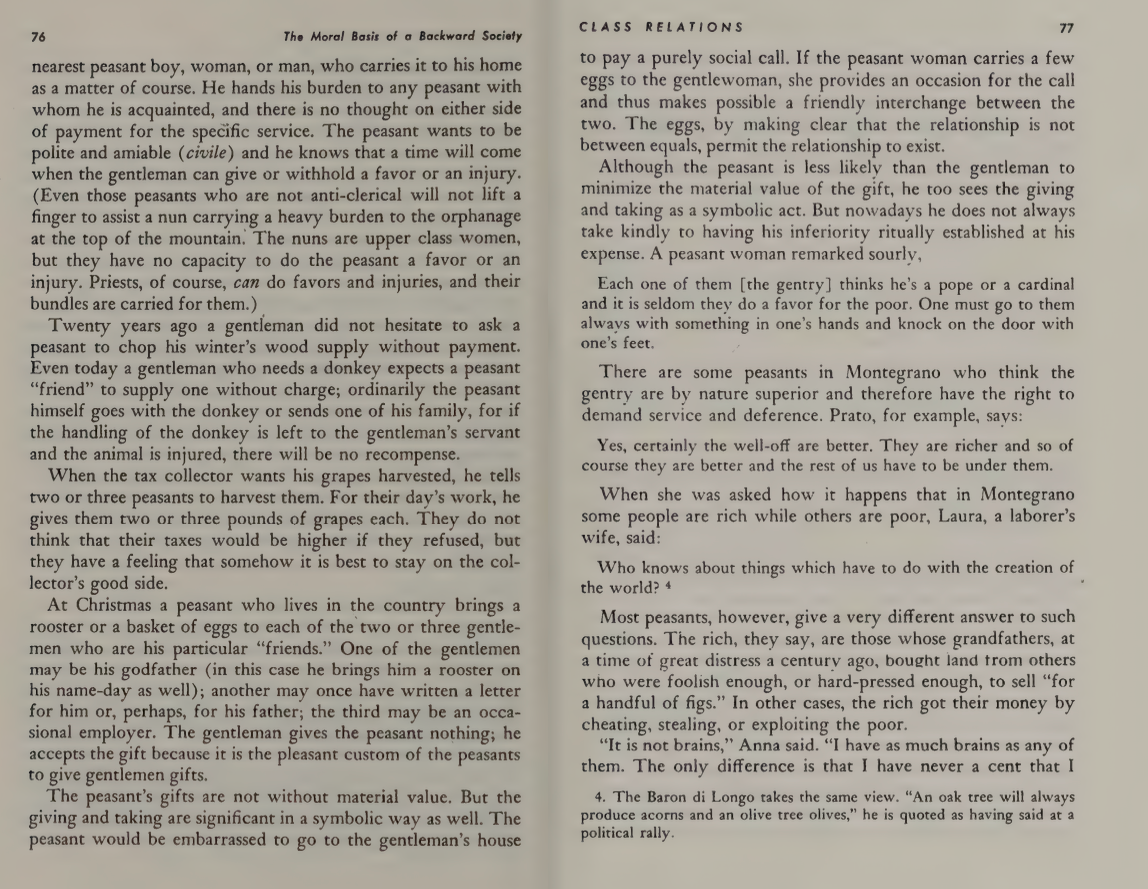 76
The Moral Basis of a Backward Society
nearest peasant boy, woman, or man, who carries it to his home
as a matter of course. He hands his burden to any peasant with
whom he is acquainted, and there is no thought on either side
of payment for the specific service. The peasant wants to be
polite and amiable (civile) and he knows that a time will come
when the gentleman can give or withhold a favor or an injury.
(Even those peasants who are not anti-clerical will not lift a
finger to assist a nun carrying a heavy burden to the orphanage
at the top of the mountain. The nuns are upper class women,
but they have no capacity to do the peasant a favor or an
injury. Priests, of course, can do favors and injuries, and their
bundles are carried for them.)
Twenty years ago a gentleman did not hesitate to ask a
peasant to chop his winter's wood supply without payment.
Even today a gentleman who needs a donkey expects a peasant
"friend" to supply one without charge; ordinarily the peasant
himself goes with the donkey or sends one of his family, for if
the handling of the donkey is left to the gentleman's servant
and the animal is injured, there will be no recompense.
When the tax collector wants his grapes harvested, he tells
two or three peasants to harvest them. For their day's work, he
gives them two or three pounds of grapes each. They do not
think that their taxes would be higher if they refused, but
they have a feeling that somehow it is best to stay on the col-
lector's good side.
At Christmas a peasant who lives in the country brings a
rooster or a basket of eggs to each of the two or three gentle-
men who are his particular "friends." One of the gentlemen
may be his godfather (in this case he brings him a rooster on
his name-day as well); another may once have written a letter
for him or, perhaps, for his father; the third may be an occa-
sional employer. The gentleman gives the peasant nothing; he
accepts the gift because it is the pleasant custom of the peasants
to give gentlemen gifts.
The peasant's gifts are not without material value. But the
giving and taking are significant in a symbolic way as well. The
peasant would be embarrassed to go to the gentleman's house
CLASS RELATIONS
77
to pay a purely social call. If the peasant woman carries a few
eggs to the gentlewoman, she provides an occasion for the call
and thus makes possible a friendly interchange between the
two. The eggs, by making clear that the relationship is not
between equals, permit the relationship to exist.
Although the peasant is less likely than the gentleman to
minimize the material value of the gift, he too sees the giving
and taking as a symbolic act. But nowadays he does not always
take kindly to having his inferiority ritually established at his
expense. A peasant woman remarked sourly,
Each one of them [the gentry] thinks he's a pope or a cardinal
and it is seldom they do a favor for the poor. One must go to them
always with something in one's hands and knock on the door with
one's feet.
There are some peasants in Montegrano who think the
gentry are by nature superior and therefore have the right to
demand service and deference. Prato, for example, says:
Yes, certainly the well-off are better. They are richer and so of
course they are better and the rest of us have to be under them.
When she was asked how it happens that in Montegrano
some people are rich while others are poor, Laura, a laborer's
wife, said:
Who knows about things which have to do with the creation of
the world? 4
Most peasants, however, give a very different answer to such
questions. The rich, they say, are those whose grandfathers, at
a time of great distress a century ago, bought land from others
who were foolish enough, or hard-pressed enough, to sell "for
a handful of figs." In other cases, the rich got their money by
cheating, stealing, or exploiting the poor.
"It is not brains," Anna said. "I have as much brains as any of
them. The only difference is that I have never a cent that I
4. The Baron di Longo takes the same view. "An oak tree will always
produce acorns and an olive tree olives," he is quoted as having said at a
political rally.